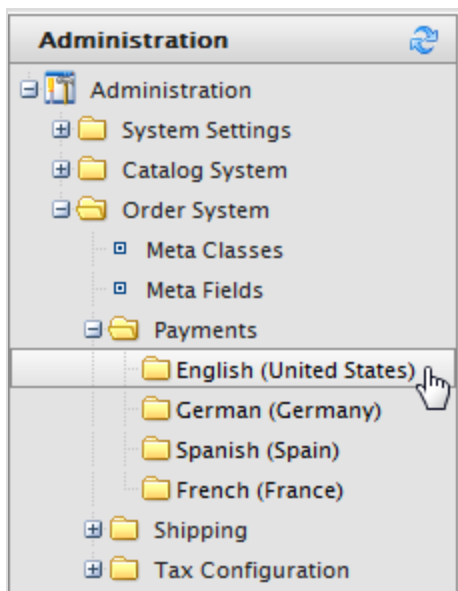 Administration
Administration
System Settings
Catalog System
Order System
Meta Classes
Meta Fields
Payments
English (United States)
German (Germany)
Spanish (Spain)
French (France)
Shipping
Tax Configuration